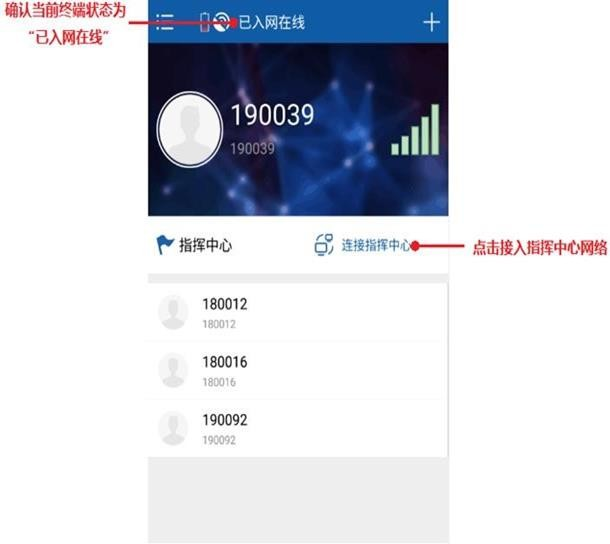 确认当前终端状态为
“已入网在线”
已入网在线
190039
190039
指挥中心
连接指挥中心
点击接入指挥中心网络
180012
180012
180016
180016
190092
190092